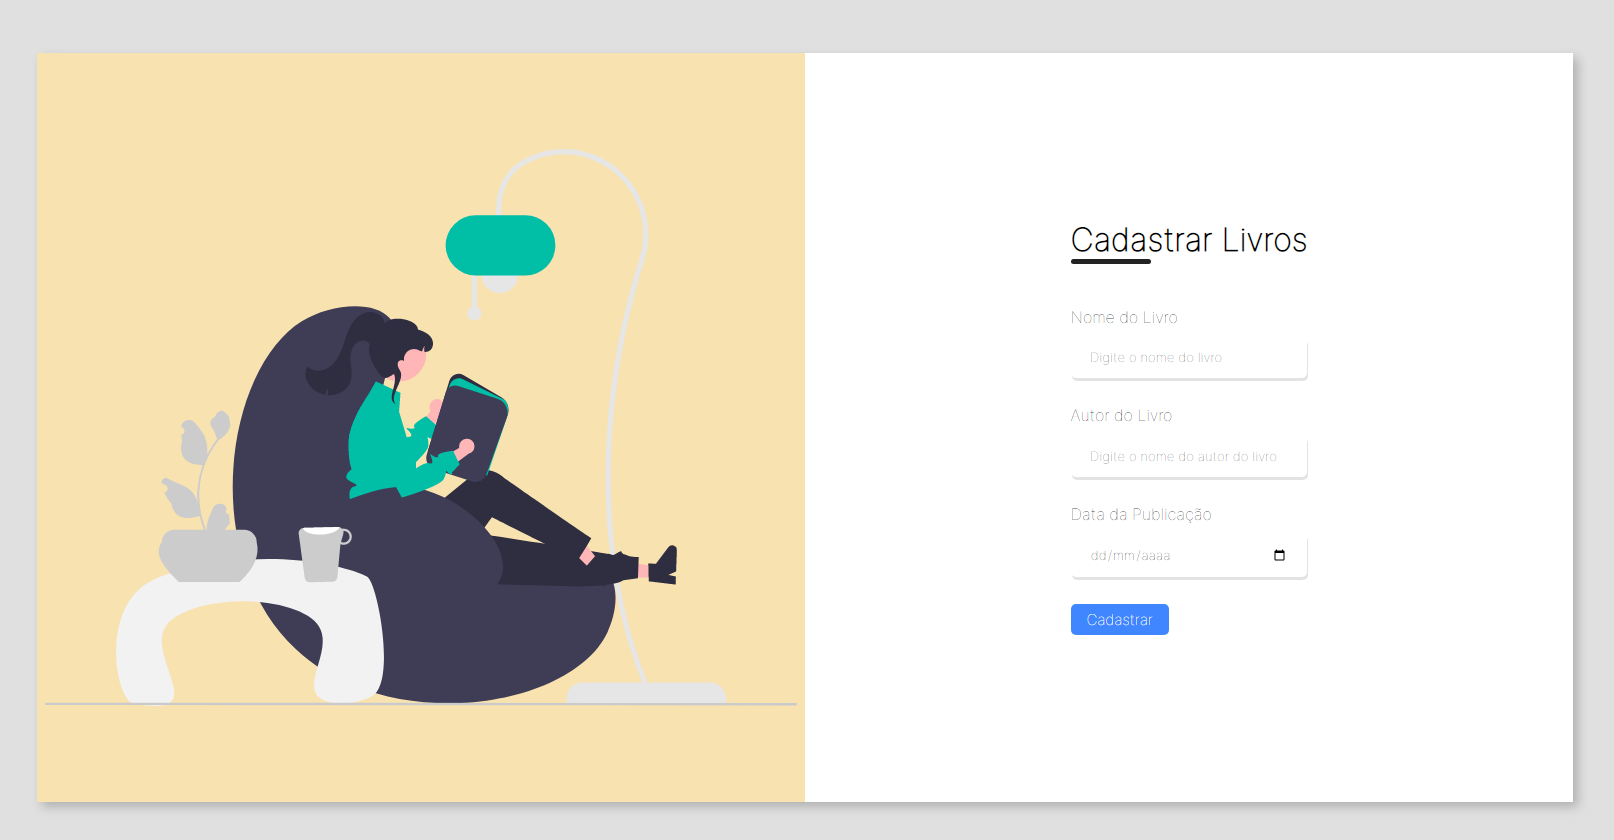 Cadastrar Livros
Nome do Livro
Digite o nome do livro
Autor do Livro
Digite o nome do autor do livro
Data da Publicação
dd/mm/aaaa
Cadastrar